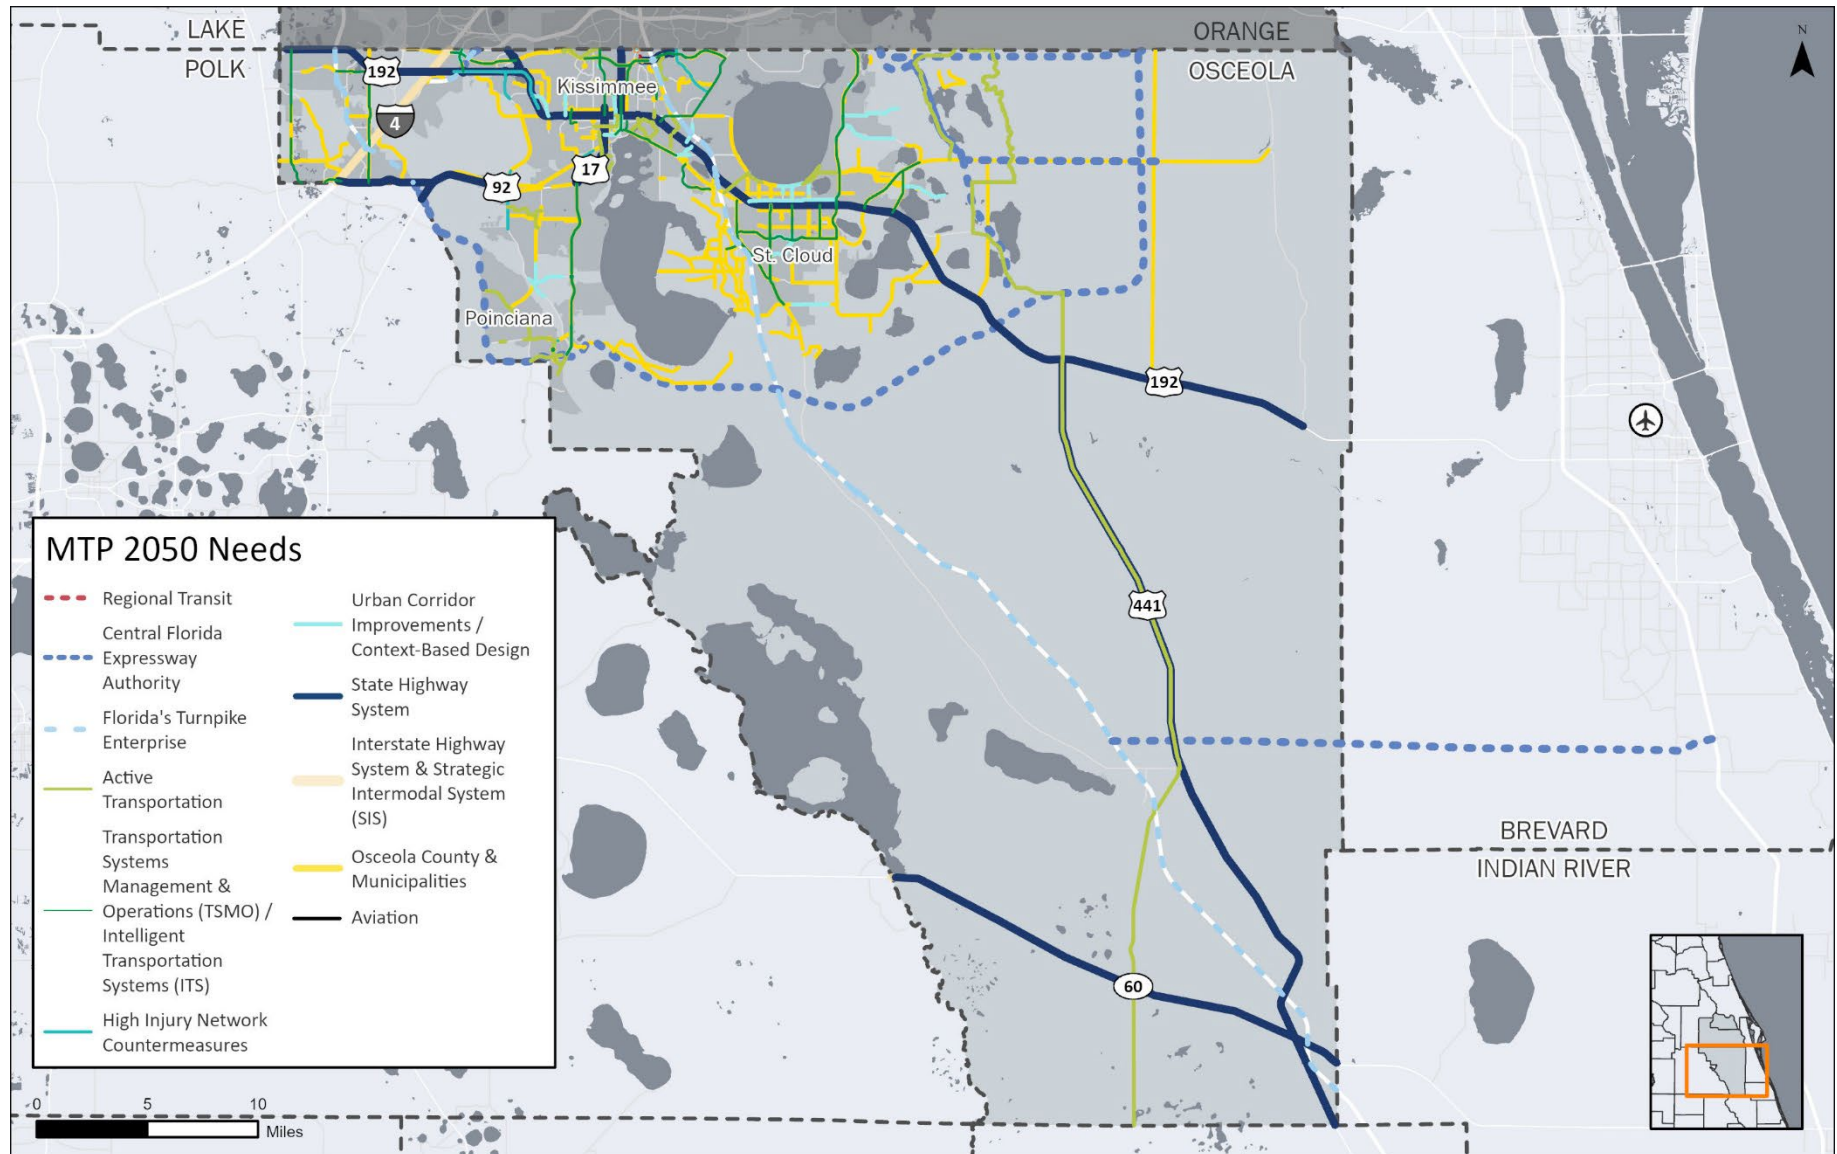 LAKE
POLK
ORANGE
OSCEOLA
N
192
Kissimmee
4
17
92
St. Cloud
Poinciana
192
441
BREVARD
INDIAN RIVER
60
MTP 2050 Needs
Regional Transit
Central Florida
Expressway
Authority
Florida's Turnpike
Enterprise
Active
Transportation
Transportation
Systems
Management &
Operations (TSMO) /
Intelligent
Transportation
Systems (ITS)
High Injury Network
Countermeasures
Urban Corridor
Improvements /
Context-Based Design
State Highway
System
Interstate Highway
System & Strategic
Intermodal System
(SIS)
Osceola County &
Municipalities
Aviation
0 5 10
Miles